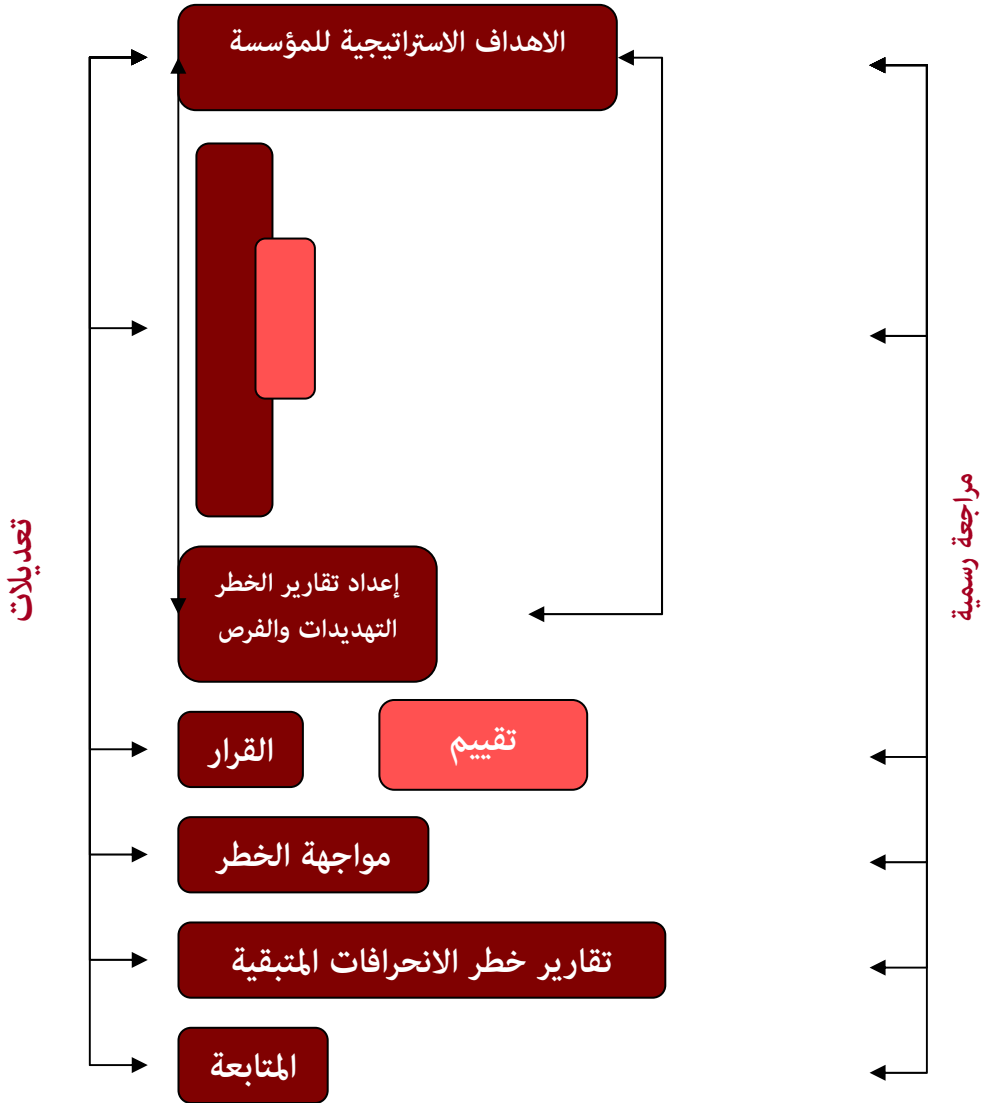 الاهداف الاستراتيجية للمؤسسة
إعداد تقارير الخطر
التهديدات والفرص
تقييم
القرار
مواجهة الخطر
تقارير خطر الانحرافات المتبقية
المتابعة
مراجعة رسمية
تعديلات